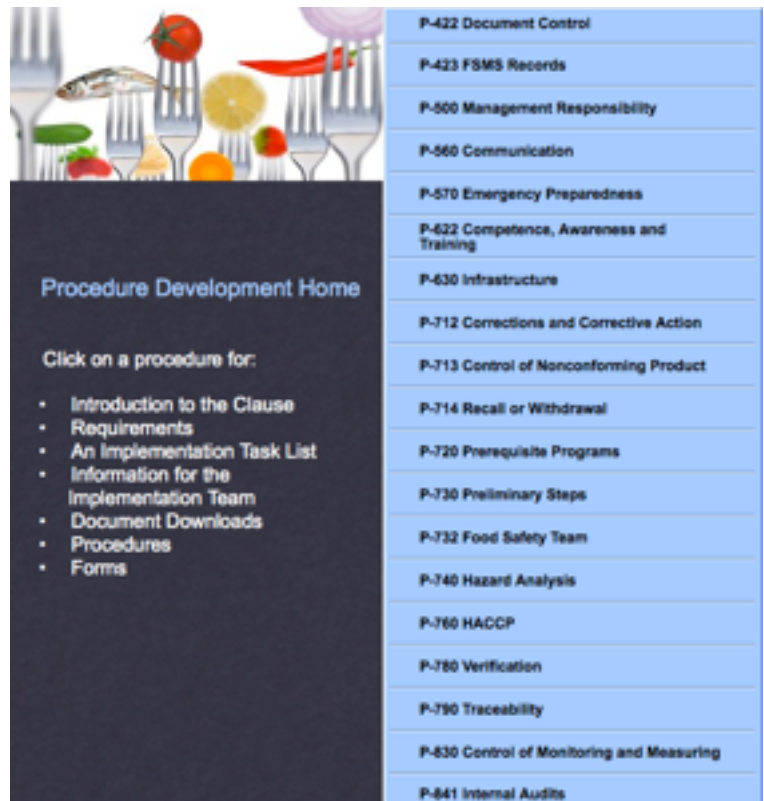 Procedure Development Home
Click on a procedure for:
• Introduction to the Clause
• Requirements
• An Implementation Task List
• Information for the
Implementation Team
• Document Downloads
• Procedures
• Forms
P-422 Document Control
P-423 FSMS Records
P-500 Management Responsibility
P-560 Communication
P-570 Emergency Preparedness
P-622 Competence, Awareness and
Training
P-630 Infrastructure
P-712 Corrections and Corrective Action
P-713 Control of Nonconforming Product
P-714 Recall or Withdrawal
P-720 Prerequisite Programs
P-730 Preliminary Steps
P-732 Food Safety Team
P-740 Hazard Analysis
P-760 HACCP
P-780 Verification
P-790 Traceability
P-830 Control of Monitoring and Measuring
P-841 Internal Audits